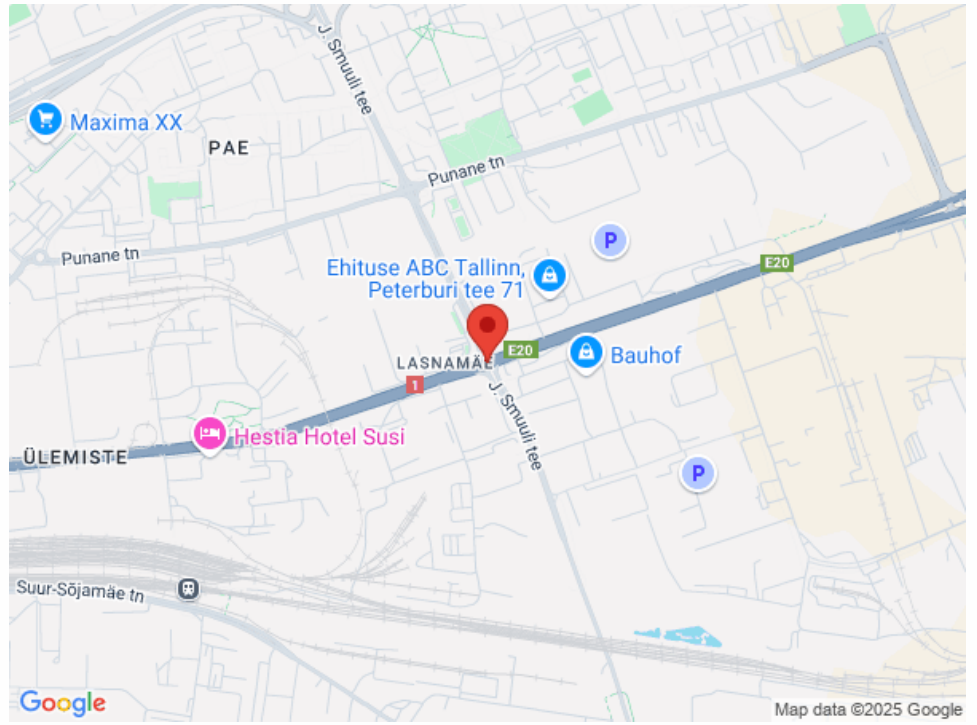 J. Smuuli tee
Maxima XX
PAE
Punane tn
Punane tn
P
E20
Ehituse ABC Tallinn,
Peterburi tee 71
E20
LASNAMÄE
Bauhof
1
J. Smuuli tee
Hestia Hotel Susi
ÜLEMISTE
P
Suur-Sõjamäe tn
Google
Map data ©2025 Google